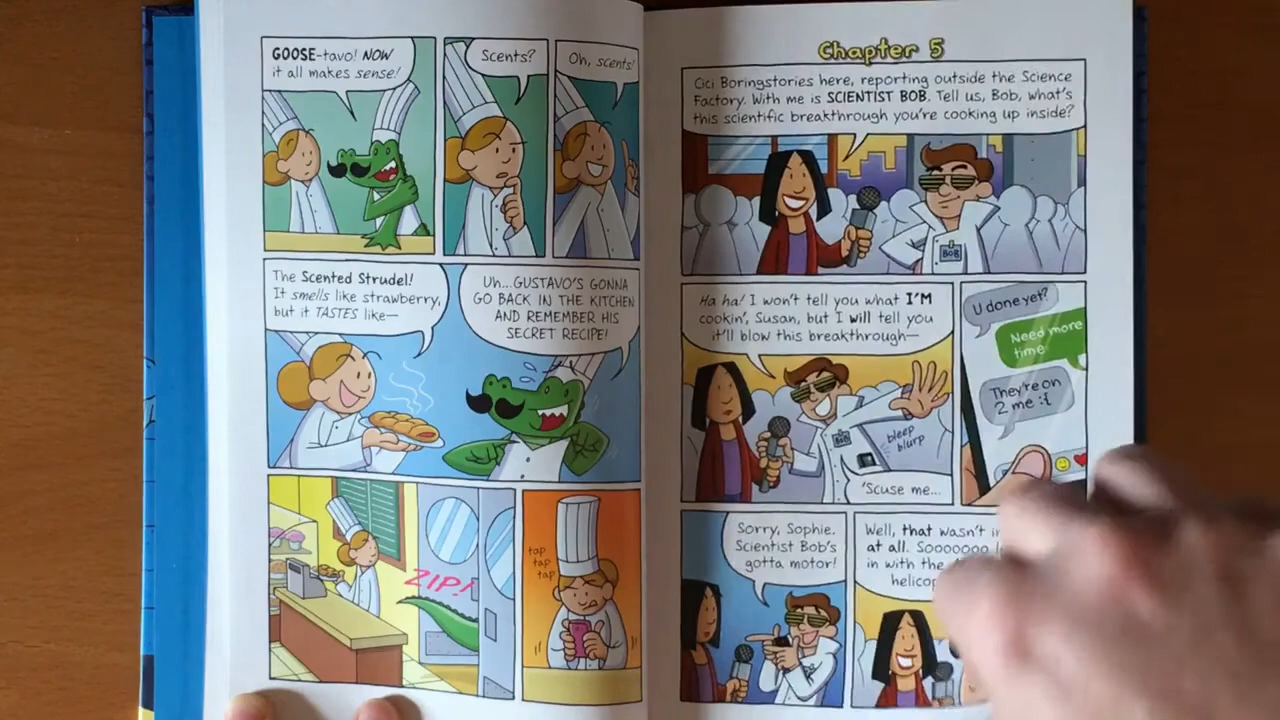 GOOSE-tavo! NOW
it all makes sense!
Scents?
Oh, scents!
The Scented Strudel!
It smells like strawberry,
but it TASTES like—
Uh...GUSTAVO'S GONNA
GO BACK IN THE KITCHEN
AND REMEMBER HIS
SECRET RECIPE!
ZIP!
tap
tap
tap
Chapter 5
Cici Boringstories here, reporting outside the Science
Factory. With me is SCIENTIST BOB. Tell us, Bob, what's
this scientific breakthrough you're cooking up inside?
BOB
Ha ha! I won't tell you what I'M
cookin', Susan, but I will tell you
it'll blow this breakthrough—
BOB
bleep
blurp
'Scuse me...
U done yet?
Need more
time
They're on
2 me :{
Sorry, Sophie.
Scientist Bob's
gotta motor!
Well, that wasn't
at all. Sooooooo
in with the